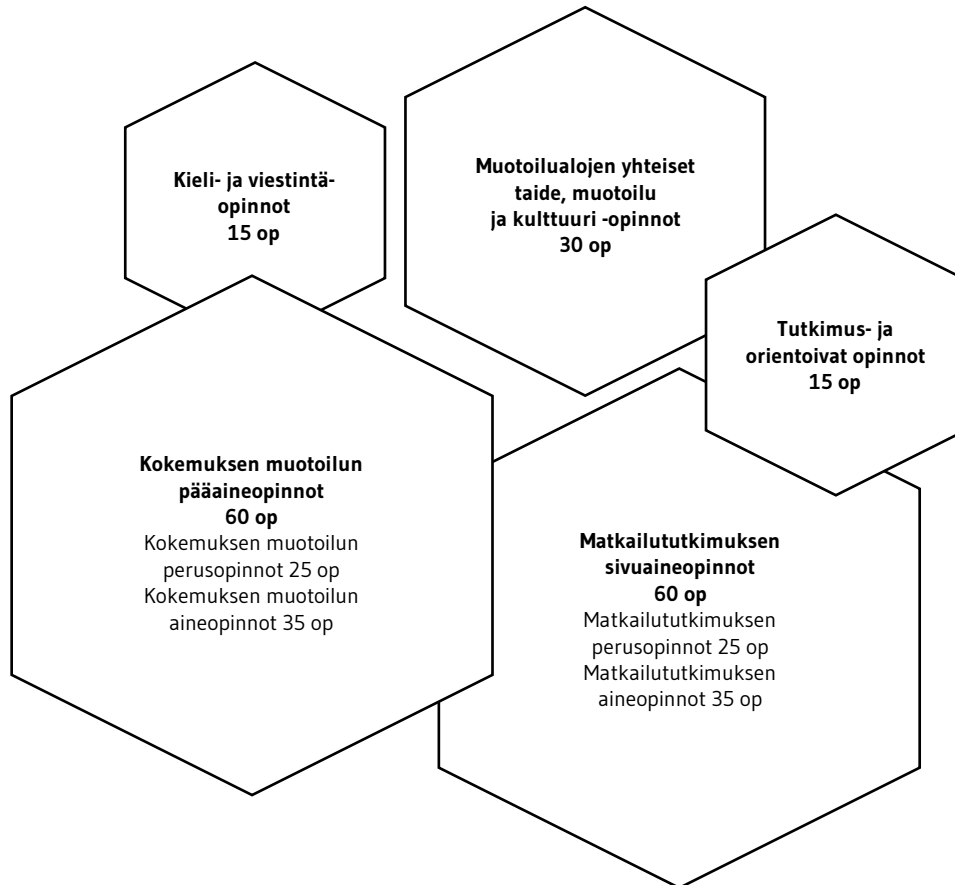 Kieli- ja viestintä-
opinnot
15 op
Muotoilualojen yhteiset
taide, muotoilu
ja kulttuuri -opinnot
30 op
Tutkimus- ja
orientoivat opinnot
15 op
Kokemuksen muotoilun
pääaineopinnot
60 op
Kokemuksen muotoilun
perusopinnot 25 op
Kokemuksen muotoilun
aineopinnot 35 op
Matkailututkimuksen
sivuaineopinnot
60 op
Matkailututkimuksen
perusopinnot 25 op
Matkailututkimuksen
aineopinnot 35 op